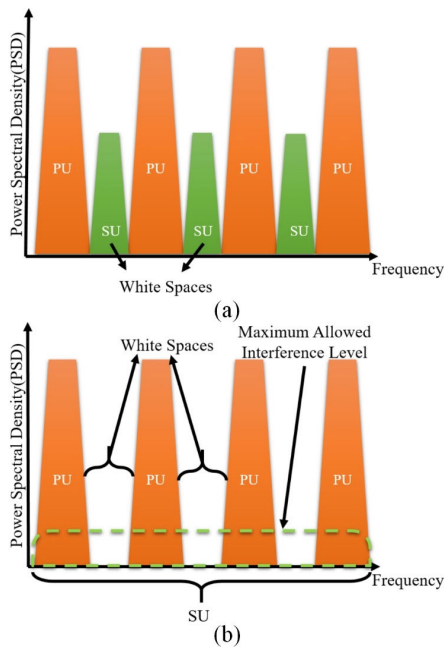 Power Spectral Density(PSD)
PU
PU
PU
PU
SU
SU
SU
Frequency
White Spaces
(a)
Maximum Allowed
Interference Level
White Spaces
Power Spectral Density(PSD)
PU
PU
PU
PU
Frequency
SU
(b)